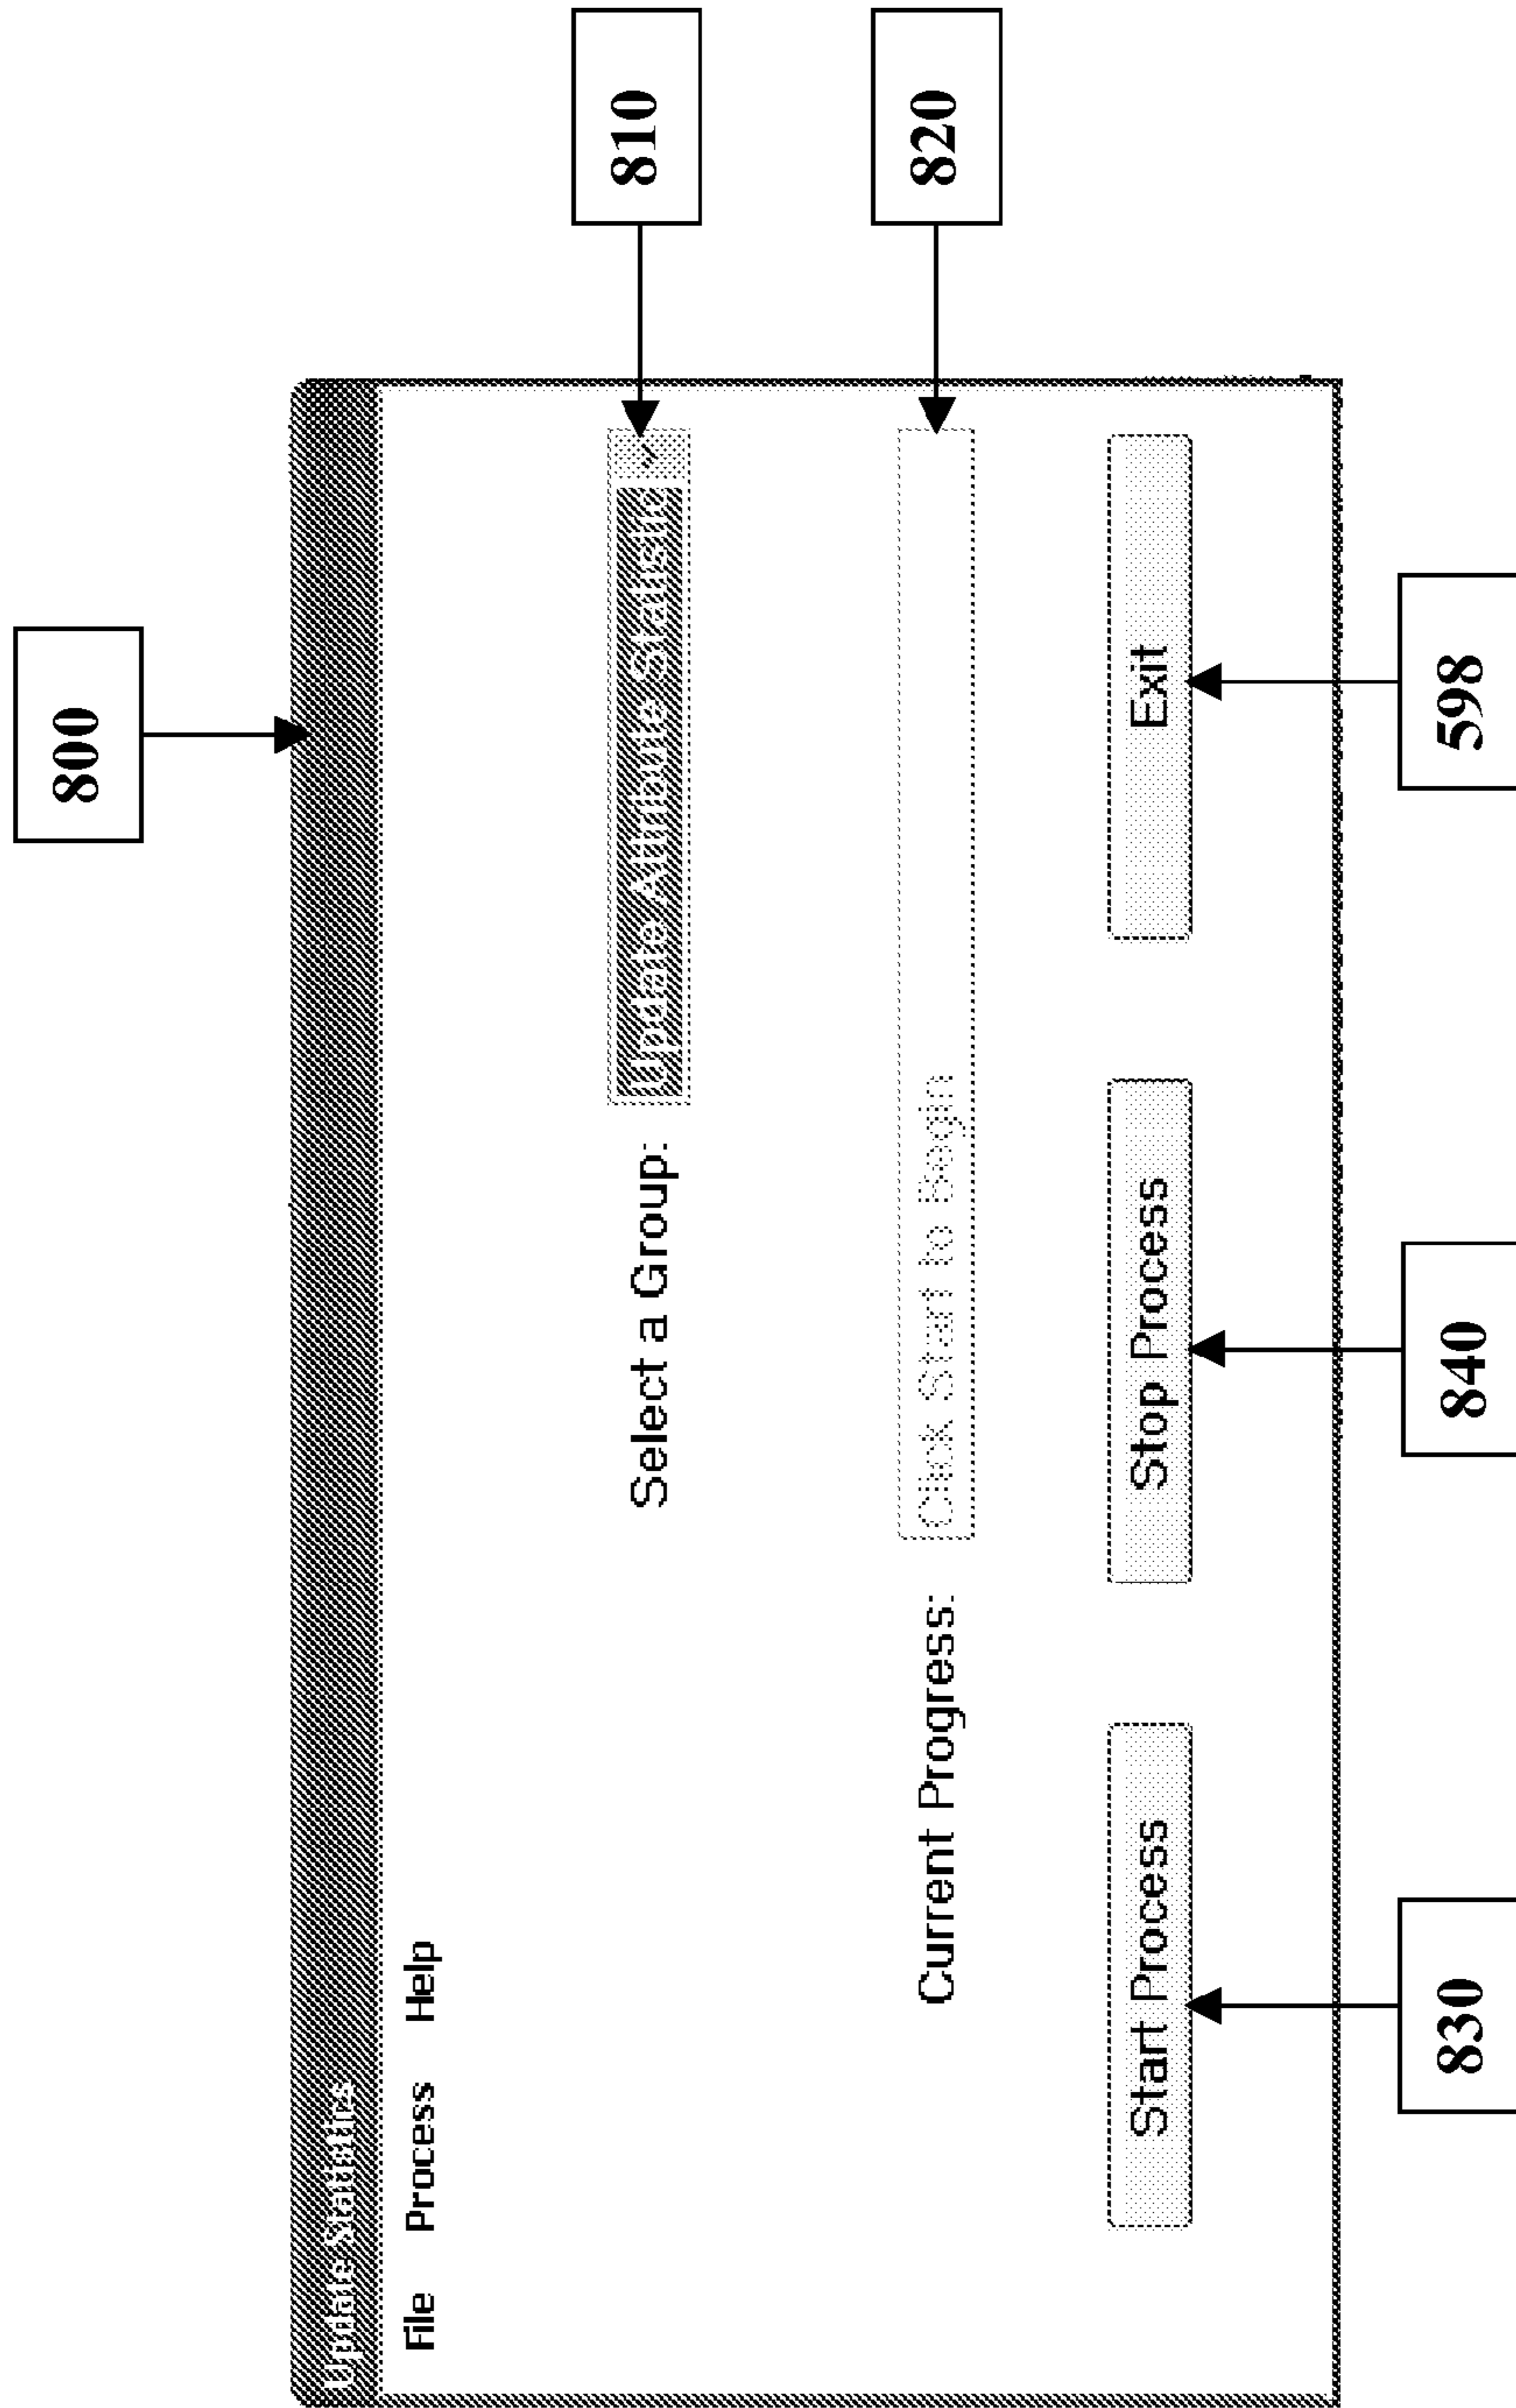 800
Update Statistics
File Process Help
Select a Group: Update Attribute Statistic
810
Current Progress: Click Start to Begin
820
Start Process Stop Process Exit
830 840 598